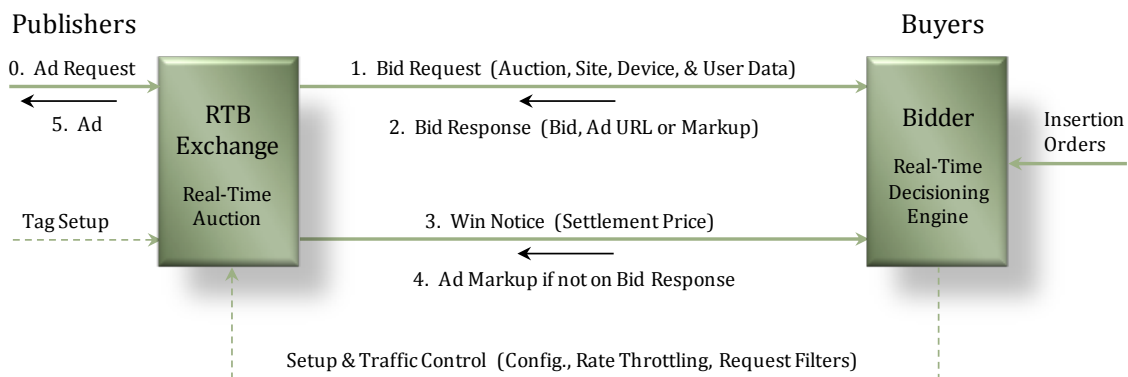 Publishers
Buyers
0. Ad Request
5. Ad
RTB
Exchange
Real-Time
Auction
Tag Setup
1. Bid Request (Auction, Site, Device, & User Data)
2. Bid Response (Bid, Ad URL or Markup)
3. Win Notice (Settlement Price)
4. Ad Markup if not on Bid Response
Bidder
Real-Time
Decisioning
Engine
Insertion
Orders
Setup & Traffic Control (Config., Rate Throttling, Request Filters)